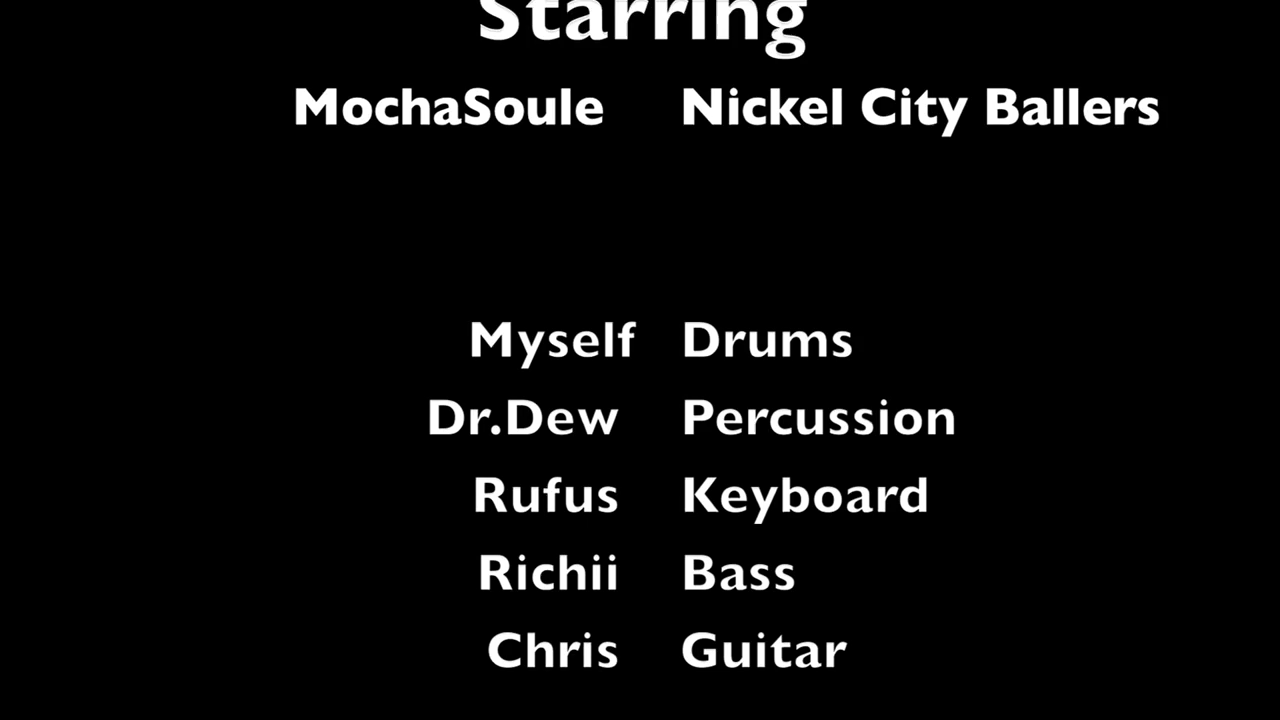 Starring
MochaSoule Nickel City Ballers
Myself Drums
Dr.Dew Percussion
Rufus Keyboard
Richii Bass
Chris Guitar